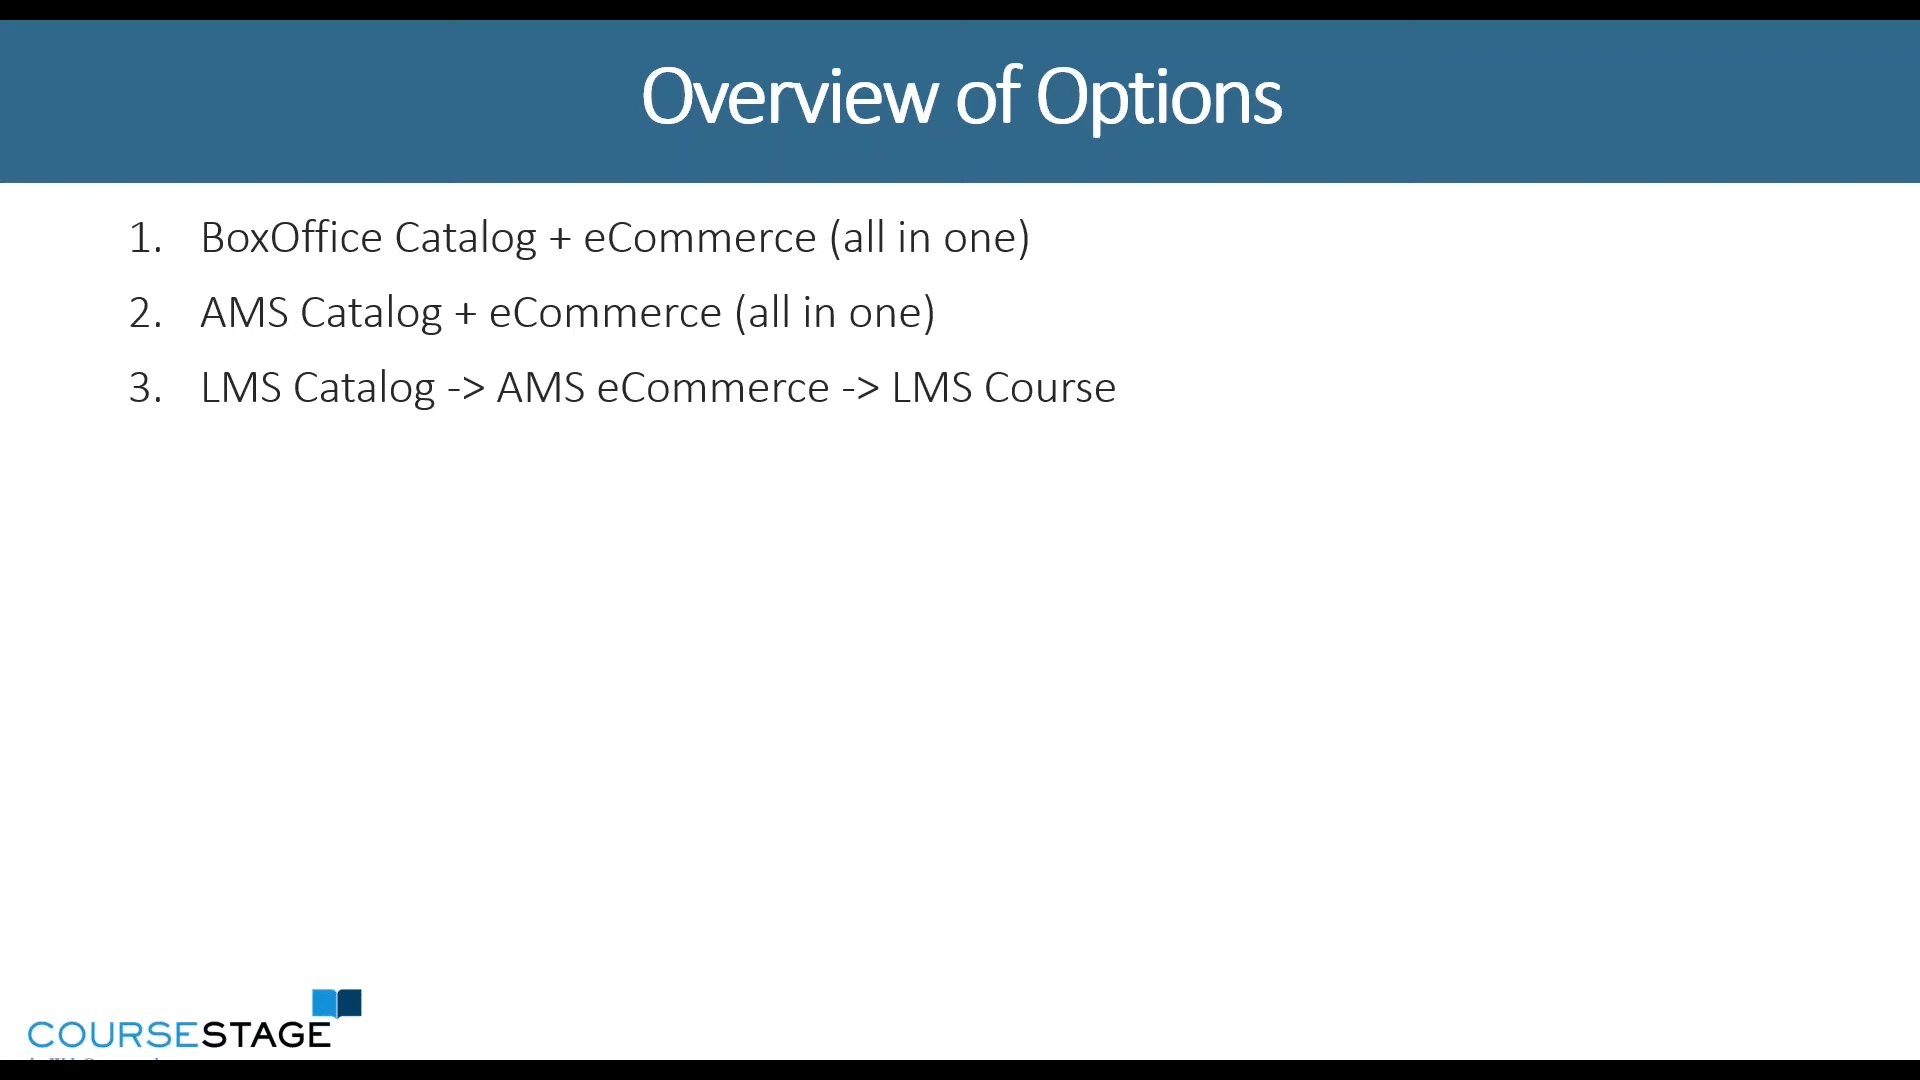 Overview of Options
1. BoxOffice Catalog + eCommerce (all in one)
2. AMS Catalog + eCommerce (all in one)
3. LMS Catalog -> AMS eCommerce -> LMS Course
COURSESTAGE